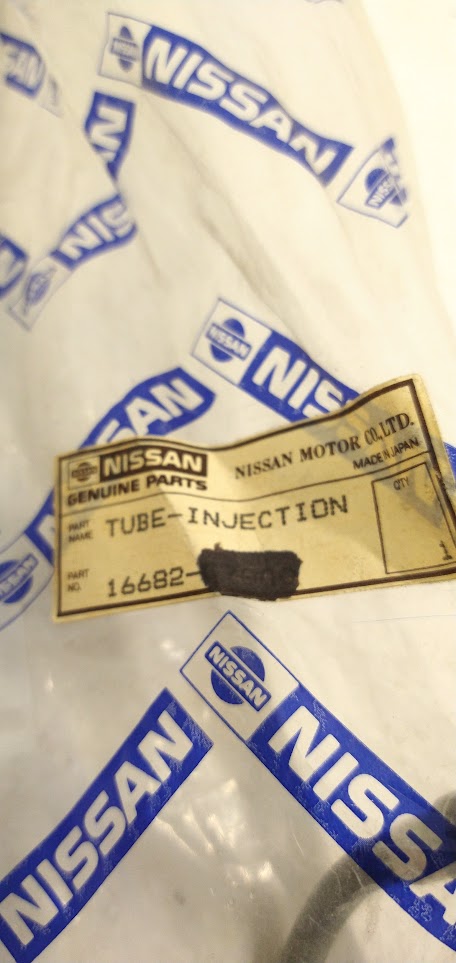 NISSAN
NISSAN
NISSAN
NISSAN
NISSAN
GENUINE PARTS
NISSAN MOTOR CO.,LTD.
MADE IN JAPAN
PART NAME
TUBE-INJECTION
QTY
1
PART NO.
16682-
NISSAN
NISSAN
NISSAN
NISSAN